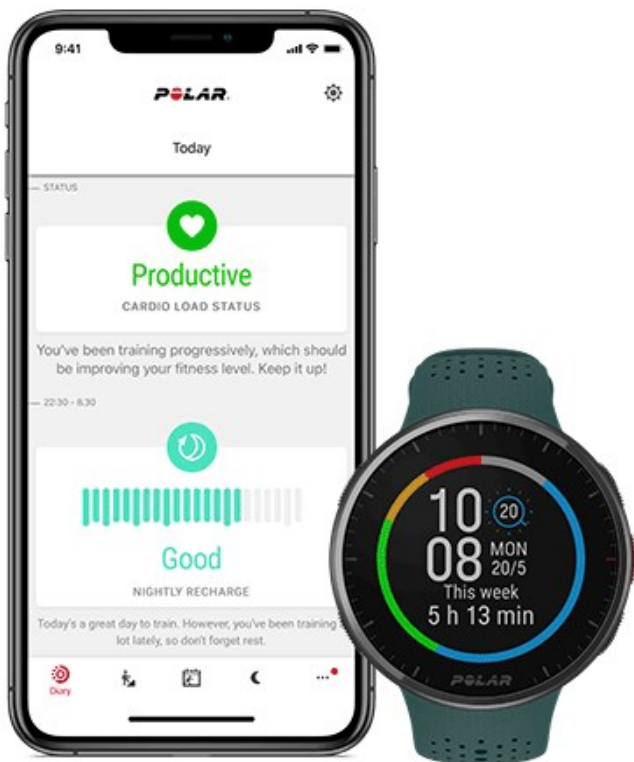 9:41
POLAR
Today
STATUS
Productive
CARDIO LOAD STATUS
You've been training progressively, which should
be improving your fitness level. Keep it up!
22:30 - 8.30
Good
NIGHTLY RECHARGE
Today's a great day to train. However, you've been training
lot lately, so don't forget rest.
Diary
10
20
08
MON
20/5
This week
5 h 13 min
POLAR